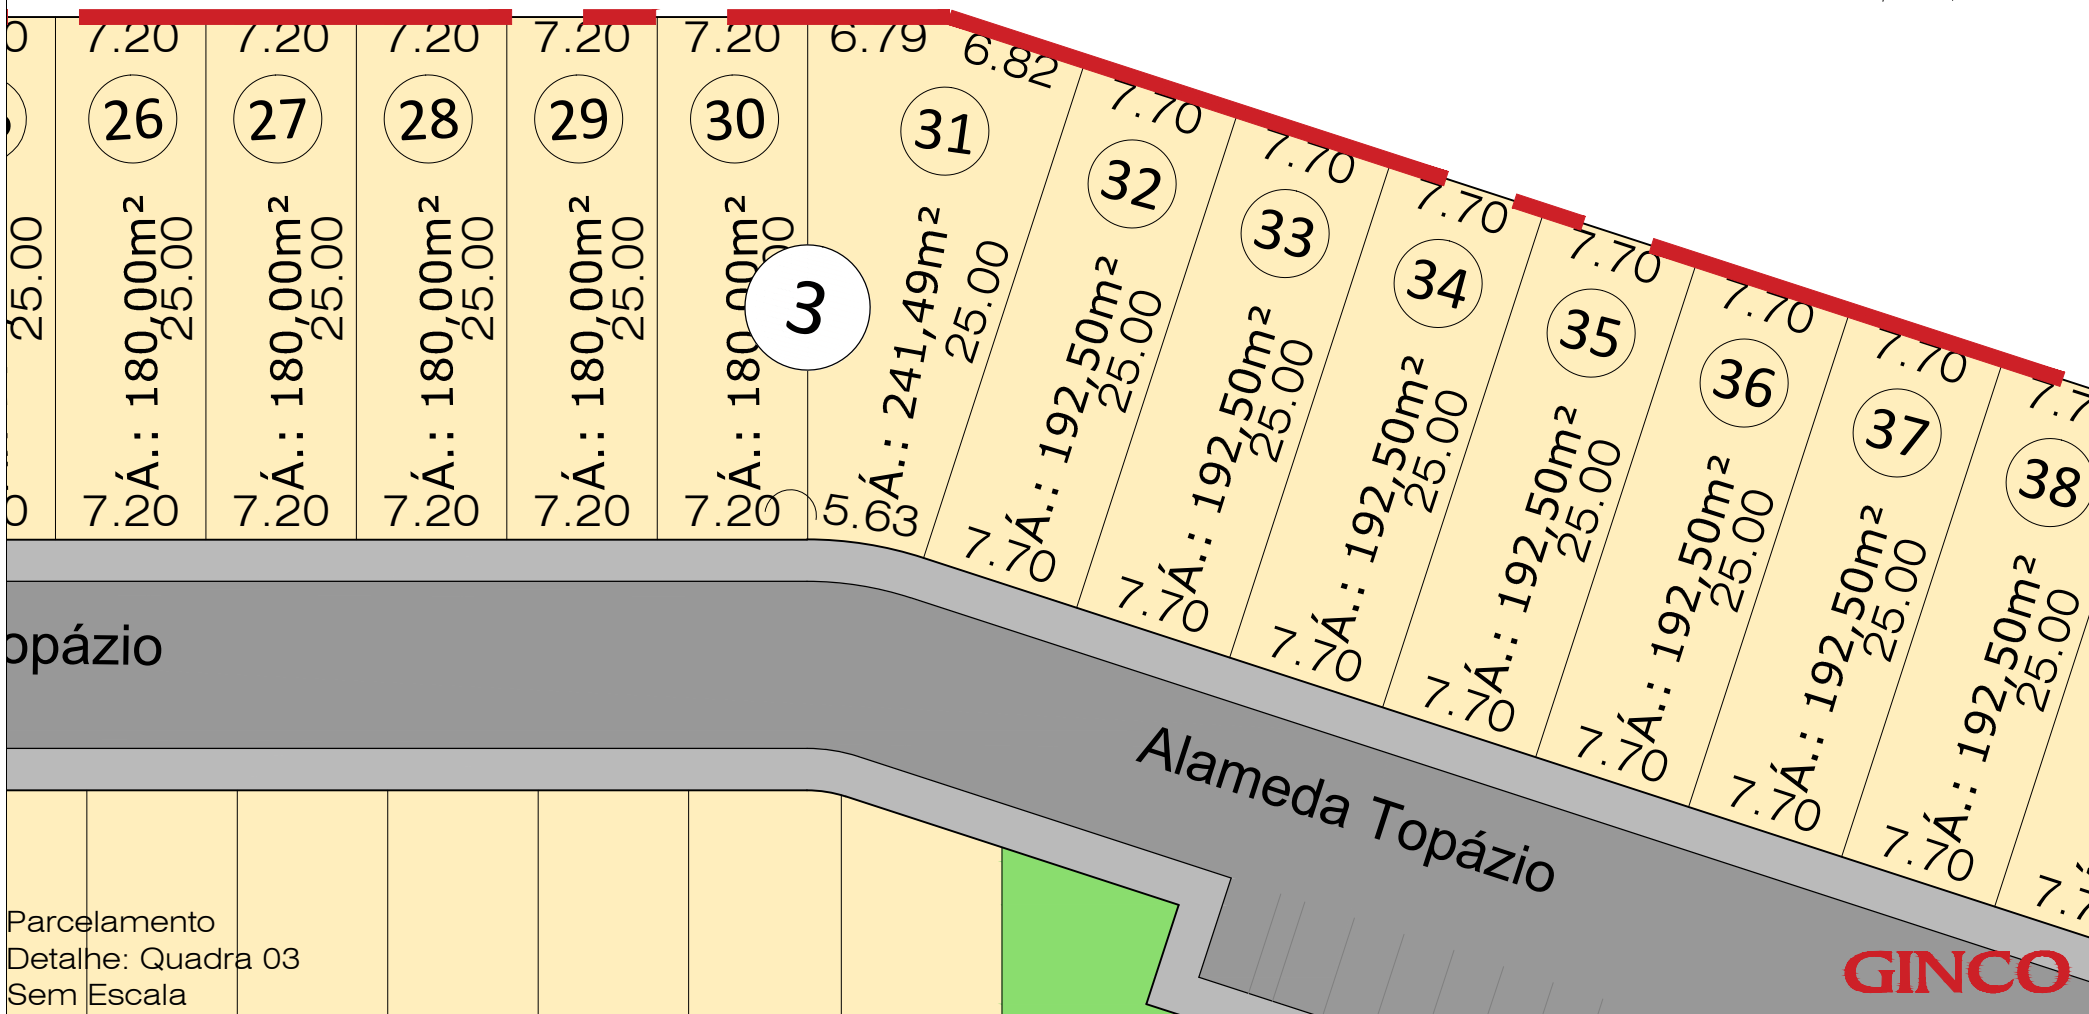 7.20 7.20 7.20 7.20 7.20 6.79 6.82
7.70 7.70 7.70 7.70 7.70 7.70
26 27 28 29 30 31 32 33 34 35 36 37 38
Á.: 180,00m² 25.00
Á.: 180,00m² 25.00
Á.: 180,00m² 25.00
Á.: 180,00m² 25.00
Á.: 180,00m²
3
Á.: 241,49m² 25.00
Á.: 192,50m² 25.00
Á.: 192,50m² 25.00
Á.: 192,50m² 25.00
Á.: 192,50m² 25.00
Á.: 192,50m² 25.00
Á.: 192,50m² 25.00
Á.: 192,50m² 25.00
25.00
7.20 7.20 7.20 7.20 7.20 5.63
7.70 7.70 7.70 7.70 7.70 7.70 7.70
opázio
Alameda Topázio
Parcelamento
Detalhe: Quadra 03
Sem Escala
GINCO